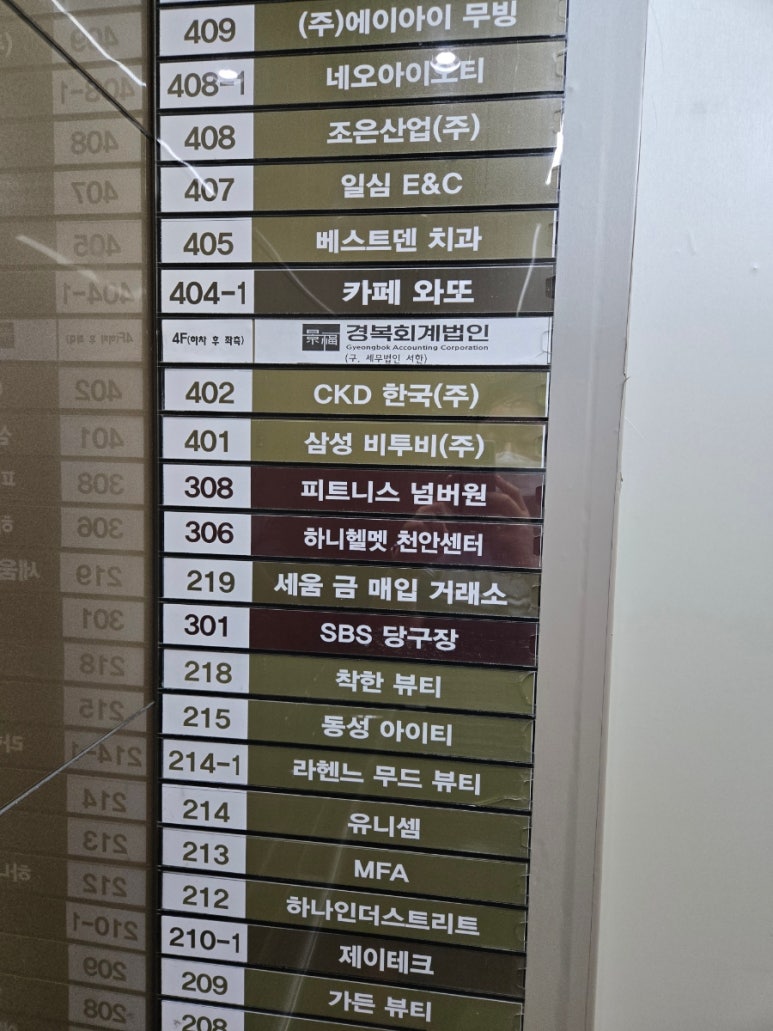 409 (주)에이아이 무빙
408-1 네오아이오티
408 조은산업(주)
407 일심 E&C
405 베스트덴 치과
404-1 카페 와또
4F(하차 후 좌측) 景福 경복회계법인
Gyeongbok Accounting Corporation
(구. 세무법인 서한)
402 CKD 한국(주)
401 삼성 비투비(주)
308 피트니스 넘버원
306 하니헬멧 천안센터
219 세움 금 매입 거래소
301 SBS 당구장
218 착한 뷰티
215 동성 아이티
214-1 라헨느 무드 뷰티
214 유니셈
213 MFA
212 하나인더스트리트
210-1 제이테크
209 가든 뷰티
208